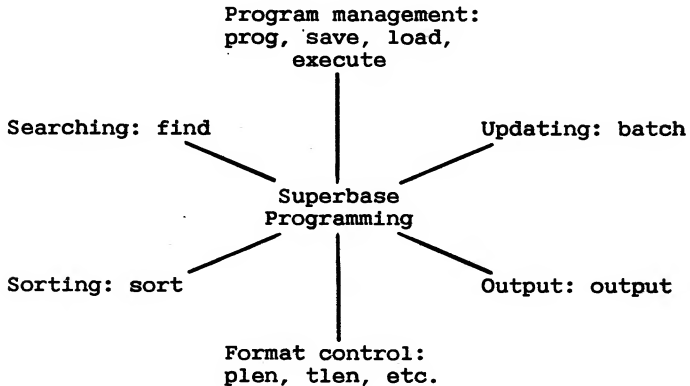 Program management:
prog, save, load,
execute
Searching: find
Updating: batch
Superbase
Programming
Sorting: sort
Output: output
Format control:
plen, tlen, etc.